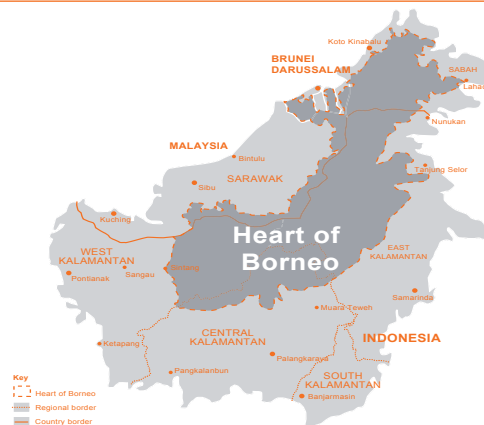 Koto Kinabalu
BRUNEI
DARUSSALAM
SABAH
Lahad
Nunukan
MALAYSIA
Bintulu
Tanjung Selor
SARAWAK
Sibu
Kuching
Heart of
Borneo
WEST
KALAMANTAN
EAST
KALAMANTAN
Sintang
Sangau
Pontianak
Samarinda
Muara Teweh
CENTRAL
KALAMANTAN
INDONESIA
Ketapang
Palangkaraya
Pangkalanbun
SOUTH
KALAMANTAN
Banjarmasin
Key
Heart of Borneo
Regional border
Country border